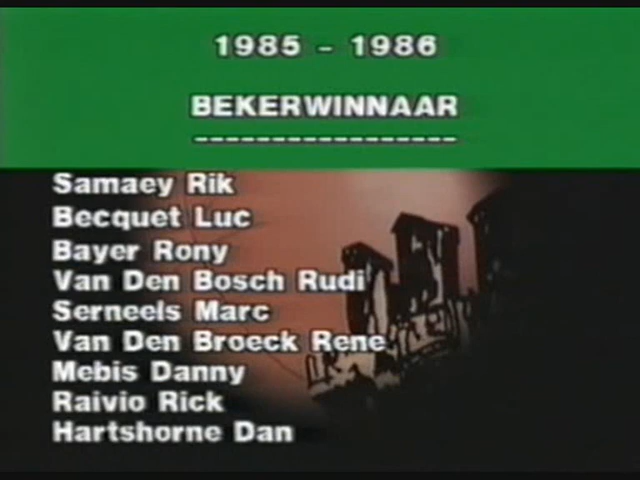 1985 - 1986
BEKERWINNAAR
-----------------
Samaey Rik
Becquet Luc
Bayer Rony
Van Den Bosch Rudi
Serneels Marc
Van Den Broeck Rene
Mebis Danny
Raivio Rick
Hartshorne Dan